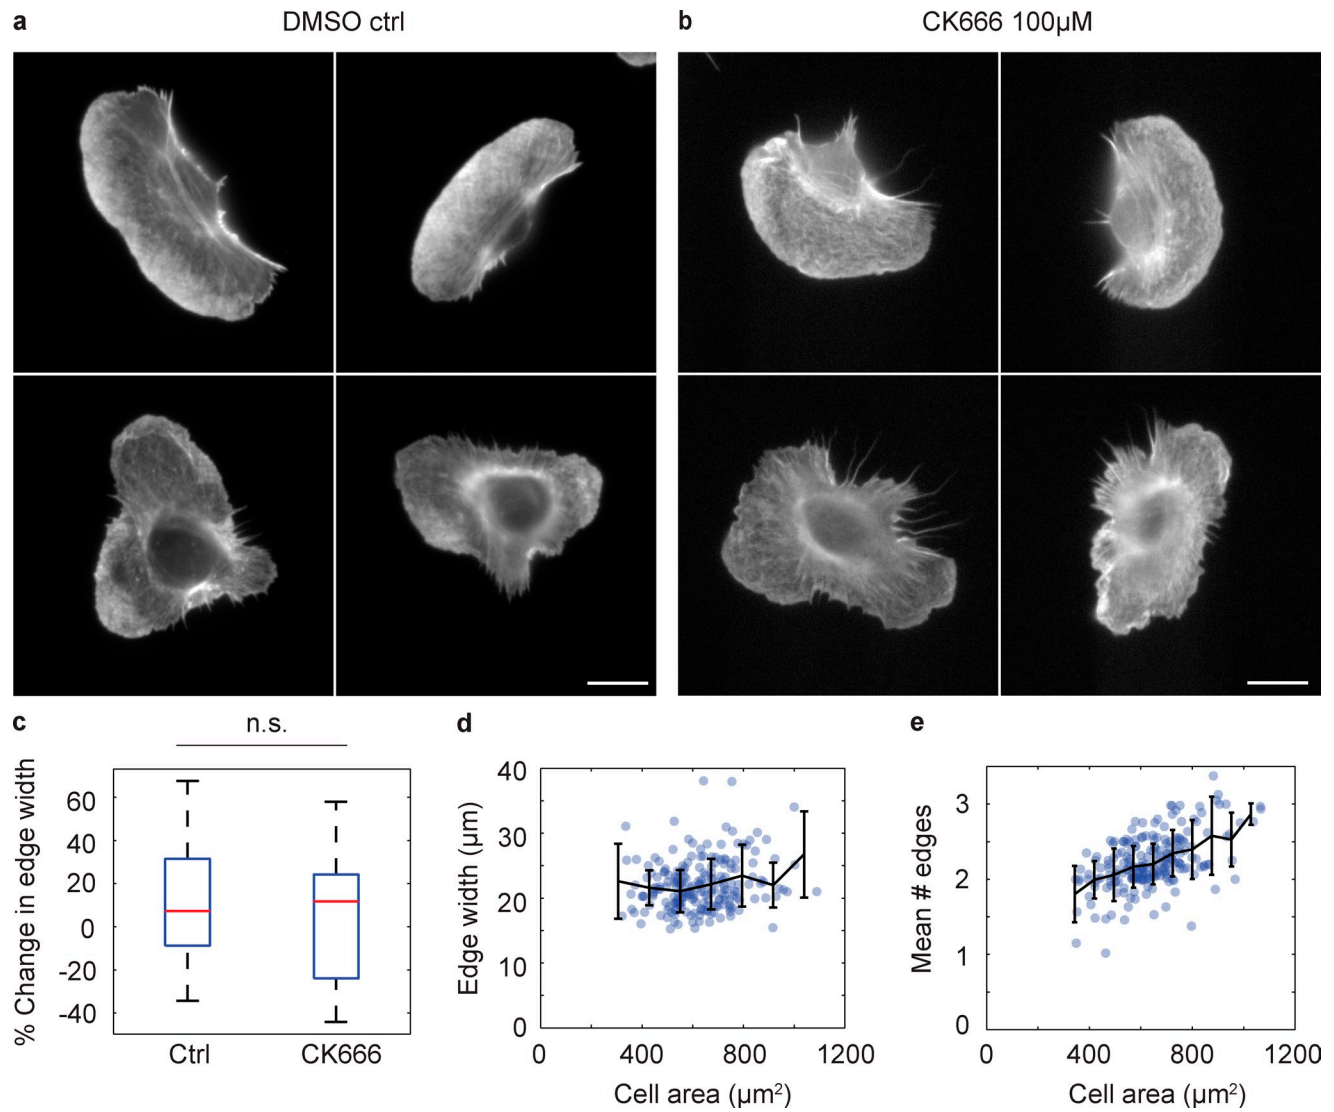 a
DMSO ctrl
b
CK666 100µM
c
n.s.
% Change in edge width
60
40
20
0
-20
-40
Ctrl
CK666
d
Edge width (µm)
40
30
20
10
0
0
400
800
1200
Cell area (µm²)
e
Mean # edges
3
2
1
0
0
400
800
1200
Cell area (µm²)